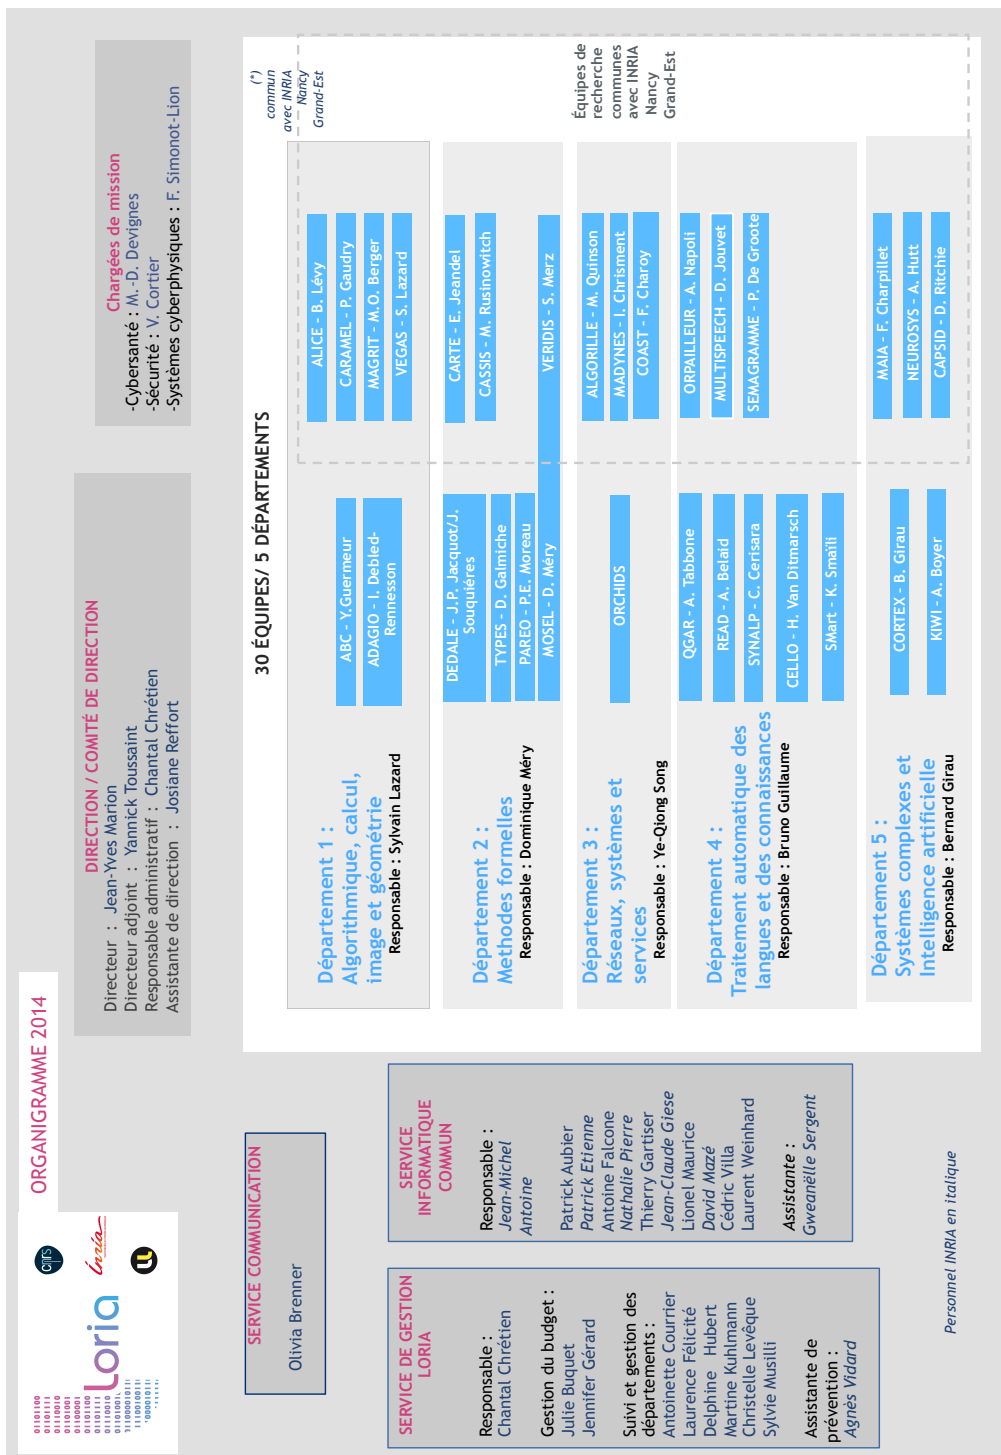 ORGANIGRAMME 2014
01101100
01101111
01110010
01101001
01100001
01101100
01101111
Loria
cnrs
Inria
DIRECTION / COMITÉ DE DIRECTION
Directeur : Jean-Yves Marion
Directeur adjoint : Yannick Toussaint
Responsable administratif : Chantal Chrétien
Assistante de direction : Josiane Reffort
Chargées de mission
-Cybersanté : M.-D. Devignes
-Sécurité : V. Cortier
-Systèmes cyberphysiques : F. Simonot-Lion
SERVICE COMMUNICATION
Olivia Brenner
SERVICE DE GESTION
LORIA
Responsable :
Chantal Chrétien
Gestion du budget :
Julie Buquet
Jennifer Gérard
Suivi et gestion des
départements :
Antoinette Courrier
Laurence Félicité
Delphine Hubert
Martine Kuhlmann
Christelle Levêque
Sylvie Musilli
Assistante de
prévention :
Agnès Vidard
SERVICE
INFORMATIQUE
COMMUN
Responsable :
Jean-Michel
Antoine
Patrick Aubier
Patrick Etienne
Antoine Falcone
Nathalie Pierre
Thierry Gartiser
Jean-Claude Giese
Lionel Maurice
David Mazé
Cédric Villa
Laurent Weinhard
Assistante :
Gweanëlle Sergent
Personnel INRIA en italique
30 ÉQUIPES/ 5 DÉPARTEMENTS
(*)
commun
avec INRIA
Nancy
Grand-Est
Équipes de
recherche
communes
avec INRIA
Nancy
Grand-Est
Département 1 :
Algorithmique, calcul,
image et géométrie
Responsable : Sylvain Lazard
ABC - Y.Guermeur
ADAGIO - I. Debled-
Rennesson
ALICE - B. Lévy
CARAMEL - P. Gaudry
MAGRIT - M.O. Berger
VEGAS - S. Lazard
Département 2 :
Methodes formelles
Responsable : Dominique Méry
DEDALE - J.P. Jacquot/J.
Souquiéres
TYPES - D. Galmiche
PAREO - P.E. Moreau
MOSEL - D. Méry
CARTE - E. Jeandel
CASSIS - M. Rusinowitch
VERIDIS - S. Merz
Département 3 :
Réseaux, systèmes et
services
Responsable : Ye-Qiong Song
ORCHIDS
ALGORILLE - M. Quinson
MADYNES - I. Chrisment
COAST - F. Charoy
Département 4 :
Traitement automatique des
langues et des connaissances
Responsable : Bruno Guillaume
QGAR - A. Tabbone
READ - A. Belaid
SYNALP - C. Cerisara
CELLO - H. Van Ditmarsch
SMart - K. Smaïli
ORPAILLEUR - A. Napoli
MULTISPEECH - D. Jouvet
SEMAGRAMME - P. De Groote
Département 5 :
Systèmes complexes et
Intelligence artificielle
Responsable : Bernard Girau
CORTEX - B. Girau
KIWI - A. Boyer
MAIA - F. Charpillet
NEUROSYS - A. Hutt
CAPSID - D. Ritchie